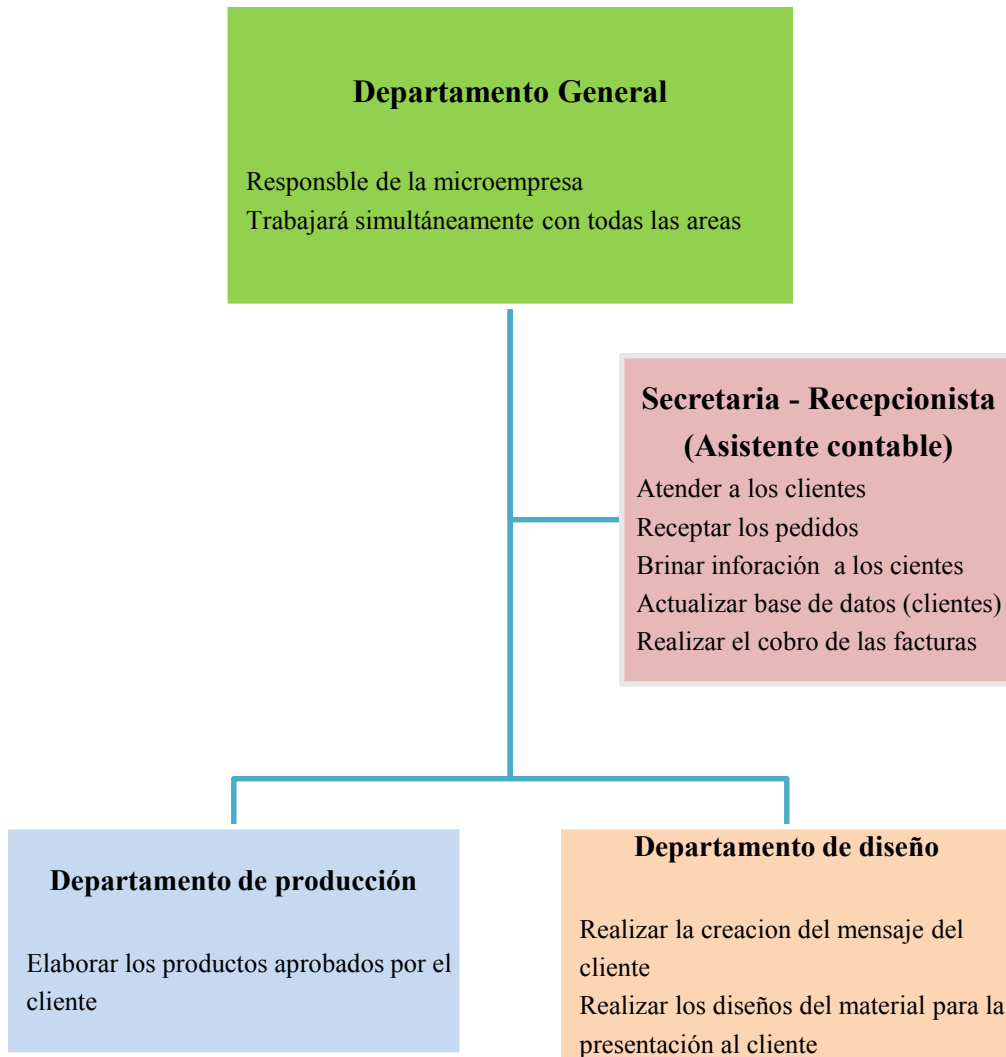 Departamento General
Responsble de la microempresa
Trabajará simultáneamente con todas las areas
Secretaria - Recepcionista
(Asistente contable)
Atender a los clientes
Receptar los pedidos
Brinar inforación a los cientes
Actualizar base de datos (clientes)
Realizar el cobro de las facturas
Departamento de producción
Elaborar los productos aprobados por el
cliente
Departamento de diseño
Realizar la creacion del mensaje del
cliente
Realizar los diseños del material para la
presentación al cliente